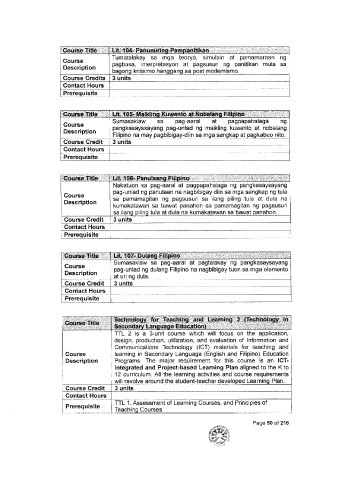 Course Title Lit. 104- Panunuring Pampanitikan
Course Description Tumatalakay sa mga teorya, simulain at pamamaraan ng
pagbasa, interpretasyon at pagsusuri ng panitikan mula sa
bagong kritisismo hanggang sa post modernismo.
Course Credits 3 units
Contact Hours
Prerequisite
Course Title Lit. 105- Maikling Kuwento at Nobelang Filipino
Course Description Sumasaklaw sa pag-aaral at pagpapahalaga ng
pangkasaysayang pag-unlad ng maikling kuwento at nobelang
Filipino na may pagbibigay-diin sa mga sangkap at pagkabuo nito.
Course Credit 3 units
Contact Hours
Prerequisite
Course Title Lit. 106- Panulaang Filipino
Course Description Nakatuon sa pag-aaral at pagpapahalaga ng pangkasaysayang
pag-unlad ng panulaan na nagbibigay diin sa mga sangkap ng tula
sa pamamagitan ng pagsusuri sa ilang piling tula at dula na
kumakatawan sa bawat panahon sa pamamagitan ng pagsusuri
sa ilang piling tula at dula na kumakatawan sa bawat panahon.
Course Credit 3 units
Contact Hours
Prerequisite
Course Title Lit. 107- Dulang Filipino
Course Description Sumasaklaw sa pag-aaral at pagtalakay ng pangkasaysayang
pag-unlad ng dulang Filipino na nagbibigay tuon sa mga elemento
at uri ng dula.
Course Credit 3 units
Contact Hours
Prerequisite
Course Title Technology for Teaching and Learning 2 (Technology in
Secondary Language Education)
Course Description TTL 2 is a 3-unit course which will focus on the application,
design, production, utilization, and evaluation of Information and
Communications Technology (ICT) materials for teaching and
learning in Secondary Language (English and Filipino) Education
Programs. The major requirement for this course is an ICT-
integrated and Project-based Learning Plan aligned to the K to
12 curriculum. All the learning activities and course requirements
will revolve around the student-teacher developed Learning Plan.
Course Credit 3 units
Contact Hours
Prerequisite TTL 1, Assessment of Learning Courses, and Principles of
Teaching Courses
Page 50 of 216